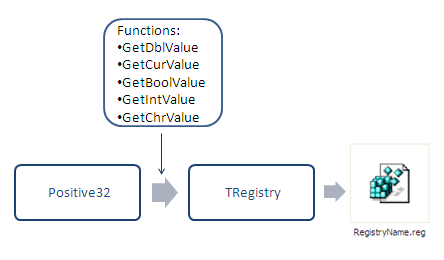 Functions:
•GetDblValue
•GetCurValue
•GetBoolValue
•GetIntValue
•GetChrValue
Positive32
TRegistry
RegistryName.reg